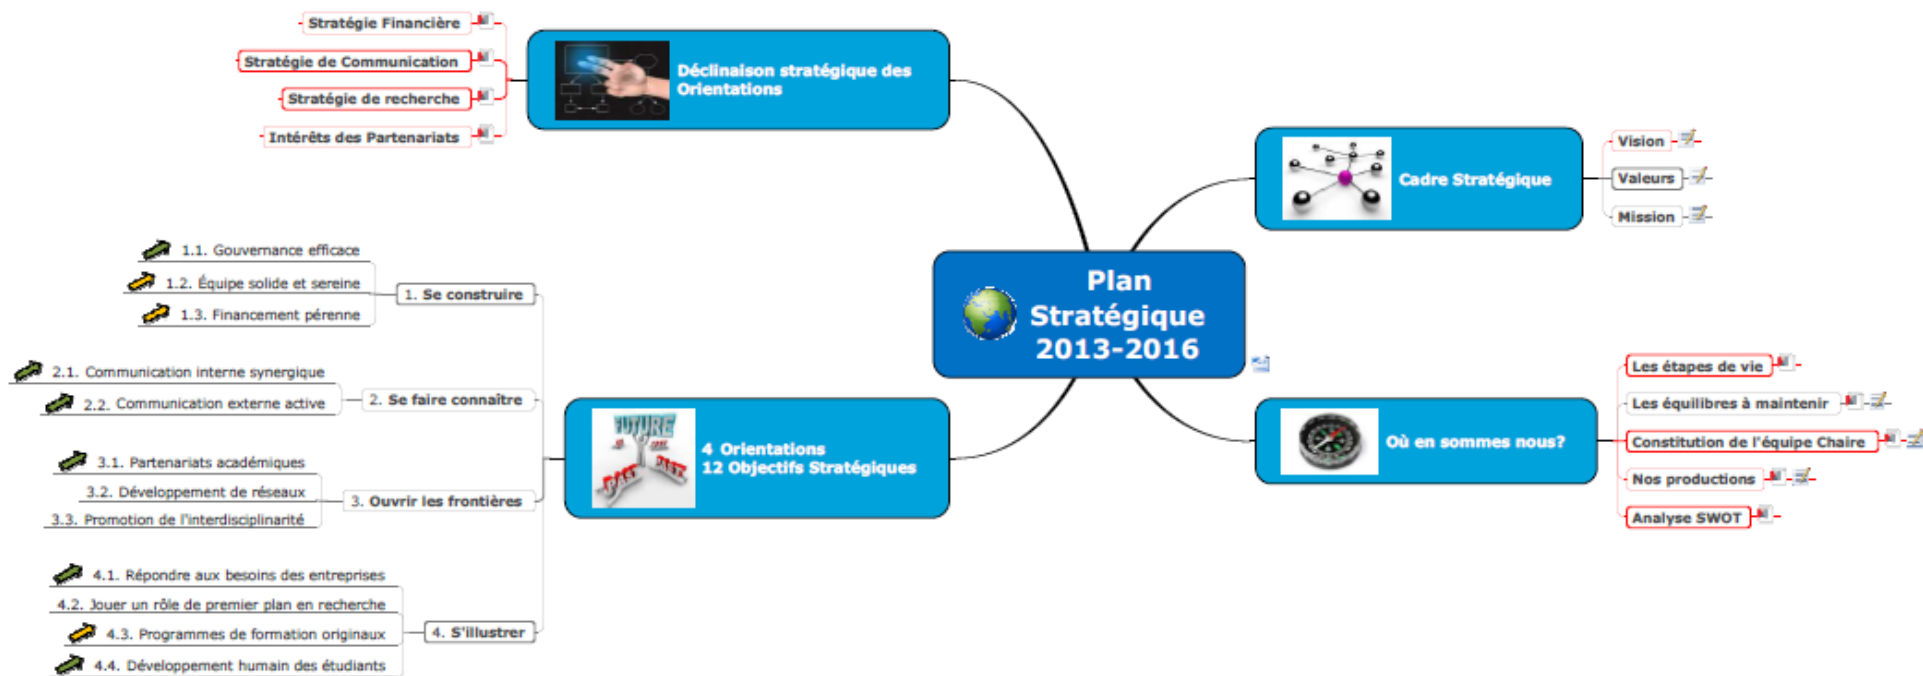 Plan
Stratégique
2013-2016
Déclinaison stratégique des
Orientations
Stratégie Financière
Stratégie de Communication
Stratégie de recherche
Intérêts des Partenariats
Cadre Stratégique
Vision
Valeurs
Mission
4 Orientations
12 Objectifs Stratégiques
FUTURE
PAST
1. Se construire
1.1. Gouvernance efficace
1.2. Équipe solide et sereine
1.3. Financement pérenne
2. Se faire connaître
2.1. Communication interne synergique
2.2. Communication externe active
3. Ouvrir les frontières
3.1. Partenariats académiques
3.2. Développement de réseaux
3.3. Promotion de l'interdisciplinarité
4. S'illustrer
4.1. Répondre aux besoins des entreprises
4.2. Jouer un rôle de premier plan en recherche
4.3. Programmes de formation originaux
4.4. Développement humain des étudiants
Où en sommes nous?
Les étapes de vie
Les équilibres à maintenir
Constitution de l'équipe Chaire
Nos productions
Analyse SWOT